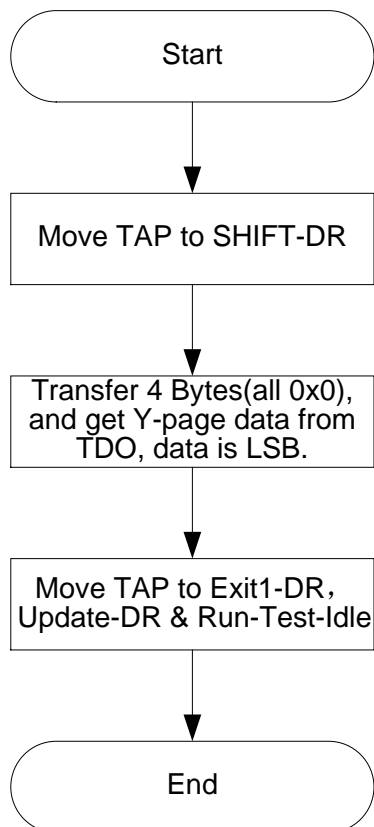 Start
Move TAP to SHIFT-DR
Transfer 4 Bytes(all 0x0),
and get Y-page data from
TDO, data is LSB.
Move TAP to Exit1-DR，
Update-DR & Run-Test-Idle
End